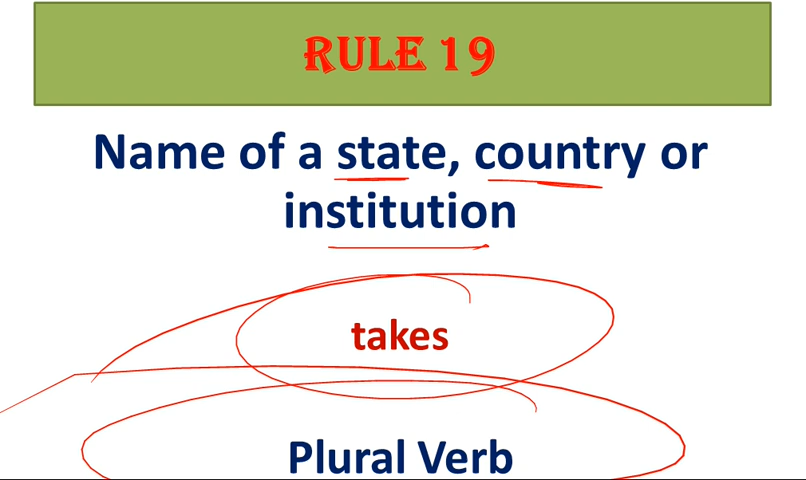 RULE 19
Name of a state, country or
institution
takes
Plural Verb